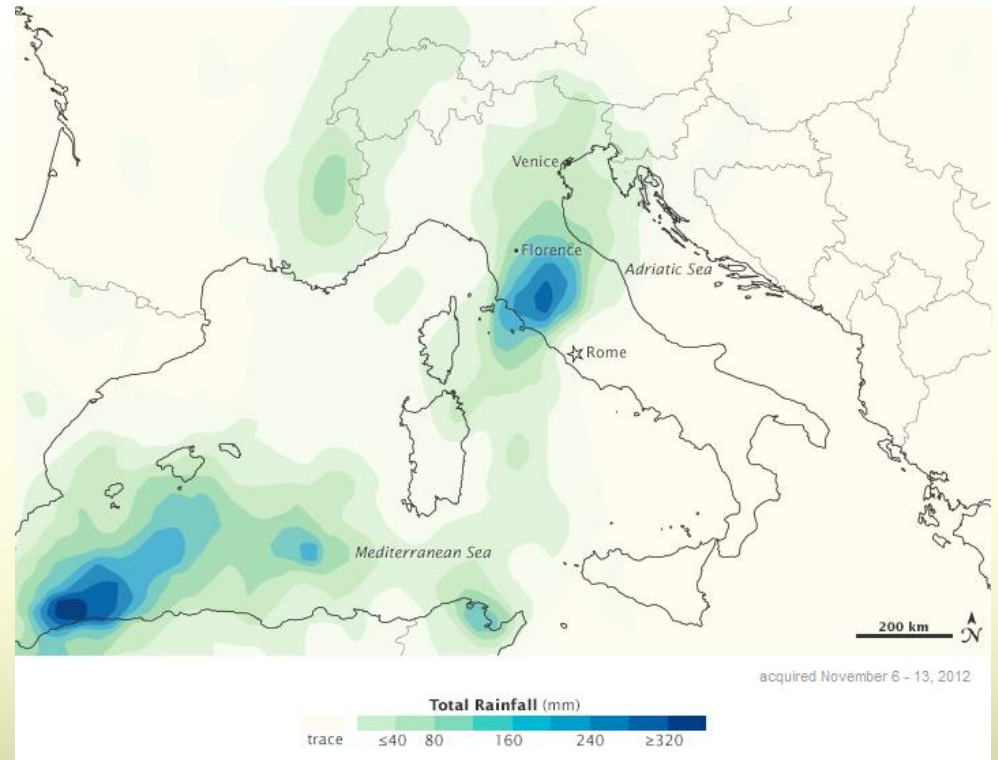 Venice
Florence
Adriatic Sea
Rome
Mediterranean Sea
200 km
N
acquired November 6 - 13, 2012
Total Rainfall (mm)
trace ≤40 80 160 240 ≥320